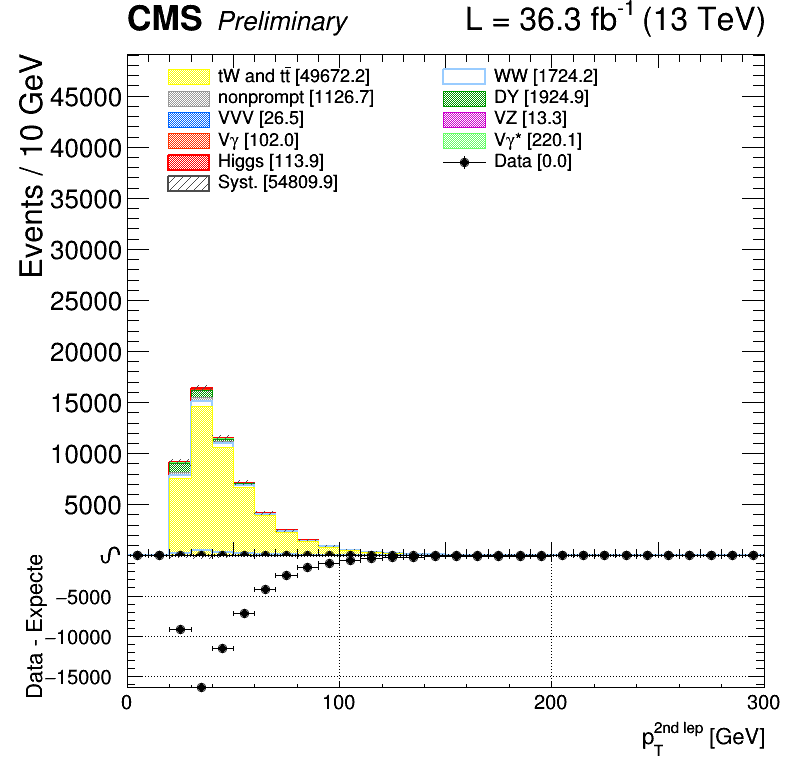 CMS Preliminary L = 36.3 fb⁻¹ (13 TeV)
Events / 10 GeV
45000
40000
35000
30000
25000
20000
15000
10000
5000
0
tW and tt̄ [49672.2]
nonprompt [1126.7]
VVV [26.5]
Vγ [102.0]
Higgs [113.9]
Syst. [54809.9]
WW [1724.2]
DY [1924.9]
VZ [13.3]
Vγ* [220.1]
Data [0.0]
Data - Expecte
−5000
−10000
−15000
0 100 200 300
p_T^2nd lep [GeV]